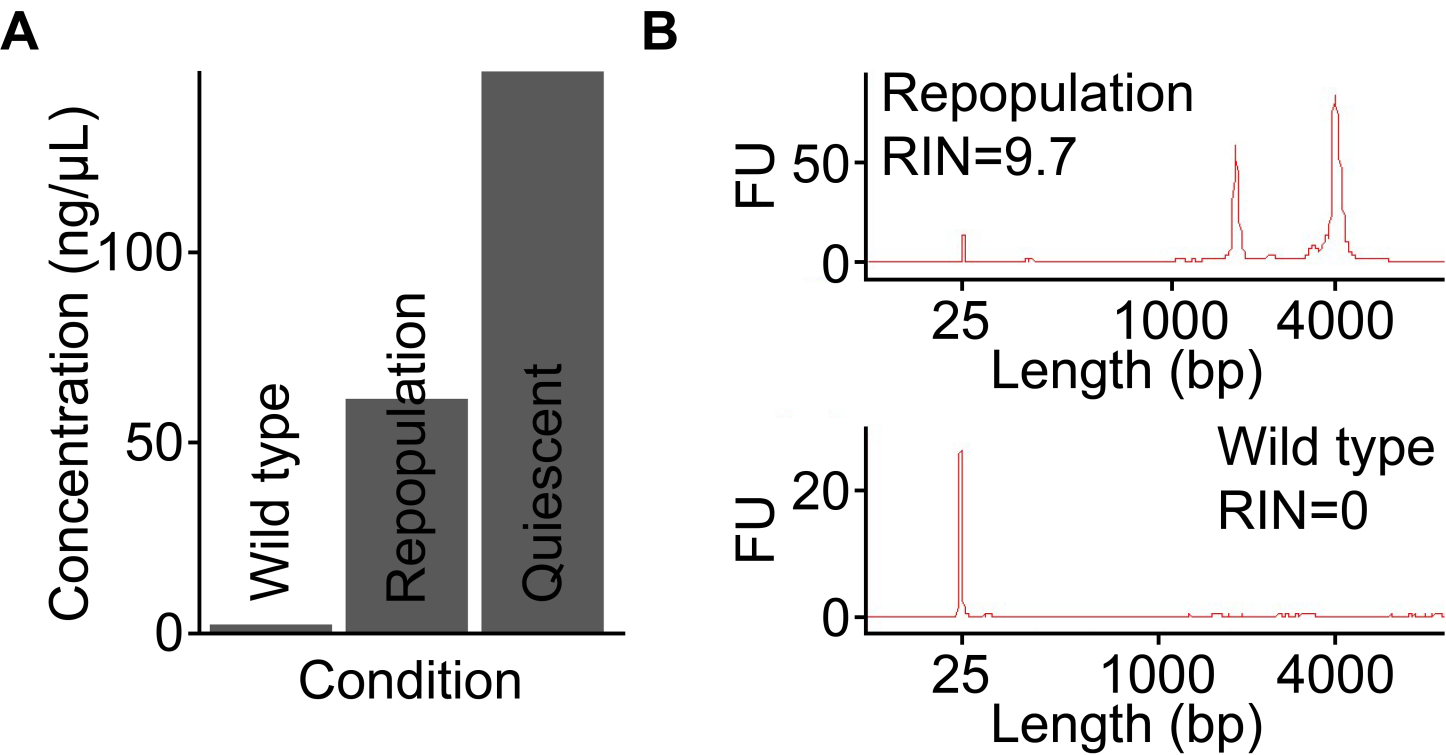 A
Concentration (ng/µL)
100
50
0
Wild type
Repopulation
Quiescent
Condition
B
Repopulation
RIN=9.7
FU
50
0
25 1000 4000
Length (bp)
Wild type
RIN=0
FU
20
0
25 1000 4000
Length (bp)